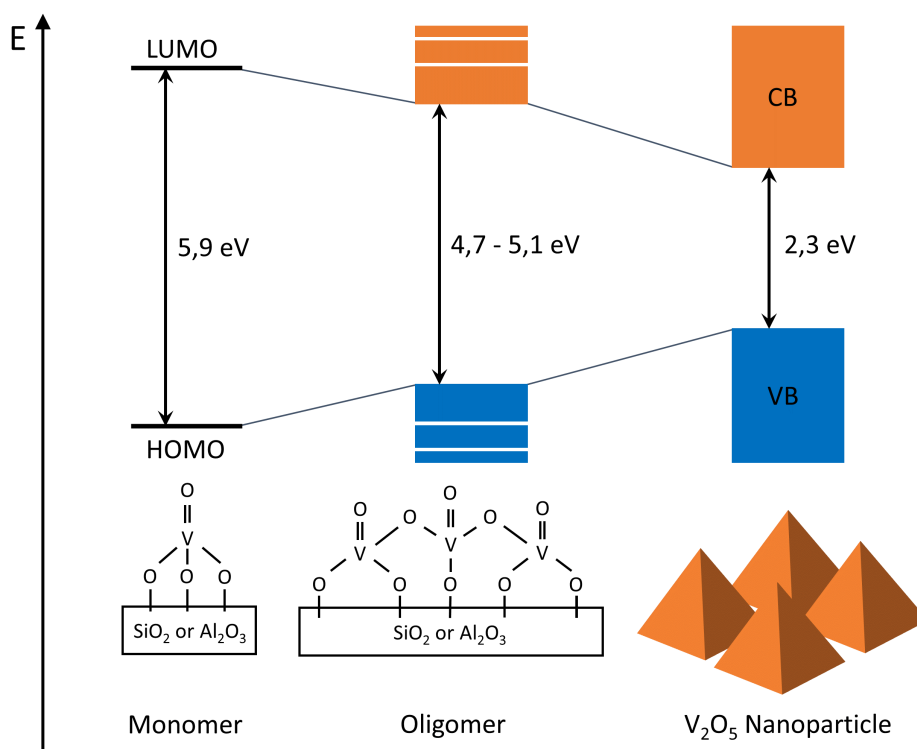 E
LUMO
CB
5,9 eV
4,7 - 5,1 eV
2,3 eV
VB
HOMO
O
V
O O O
SiO₂ or Al₂O₃
O O O O O
V V V
O O O O O
SiO₂ or Al₂O₃
Monomer
Oligomer
V₂O₅ Nanoparticle